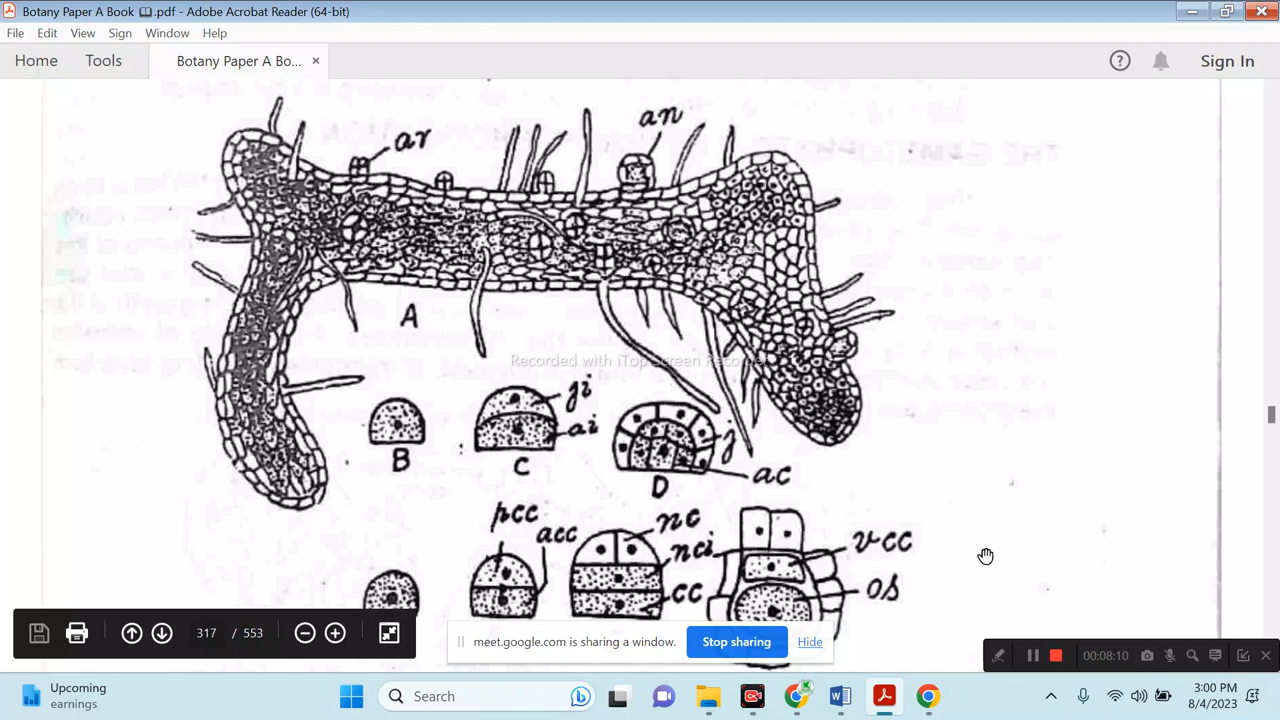 Botany Paper A Book 📖.pdf - Adobe Acrobat Reader (64-bit)
File Edit View Sign Window Help
Home Tools Botany Paper A Bo... × Sign In
ar
an
A
Recorded with iTop Screen Recorder
ji
ai
j
ac
B
C
D
pcc
acc
nc
nci
cc
vcc
os
317 / 553
meet.google.com is sharing a window. Stop sharing Hide
00:08:10
Upcoming
earnings
Search
3:00 PM
8/4/2023